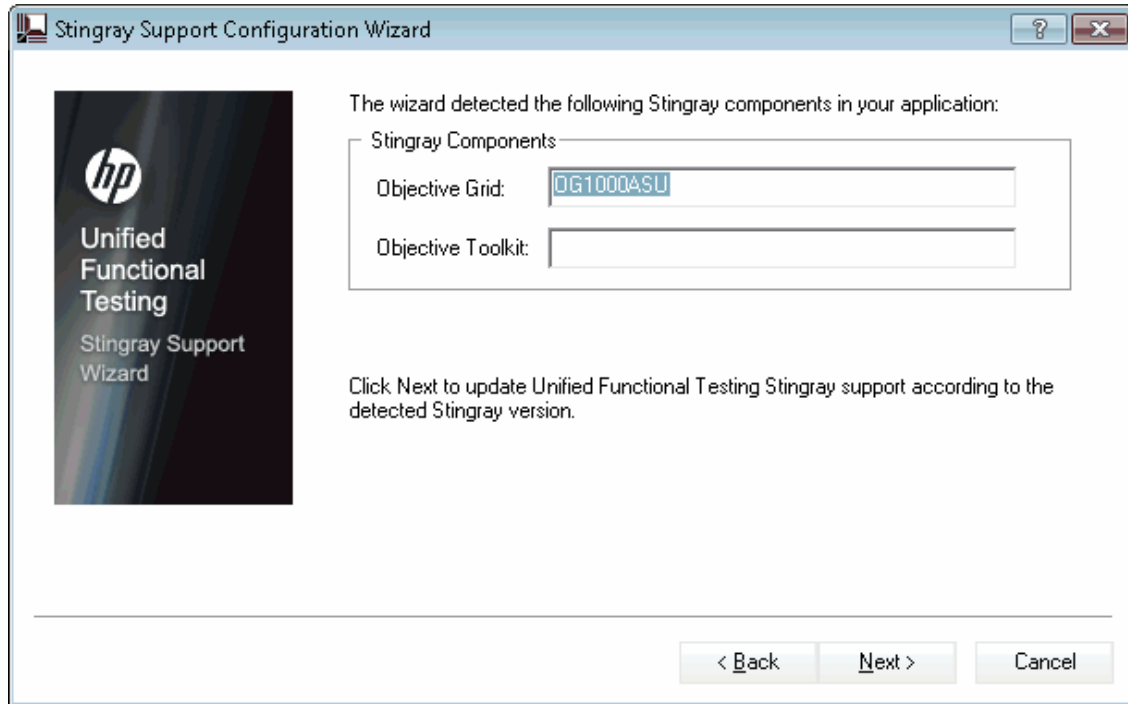 Stingray Support Configuration Wizard
?
hp
Unified
Functional
Testing
Stingray Support
Wizard
The wizard detected the following Stingray components in your application:
Stingray Components
Objective Grid: OG1000ASU
Objective Toolkit:
Click Next to update Unified Functional Testing Stingray support according to the
detected Stingray version.
< Back Next > Cancel